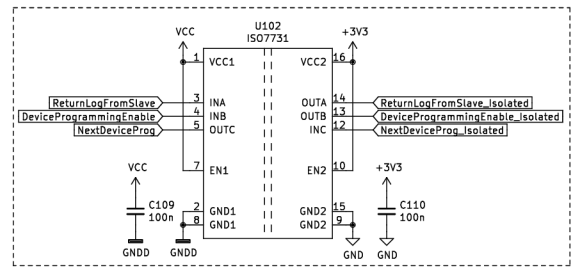 U102
ISO7731
VCC
+3V3
1 VCC1 VCC2 16
ReturnLogFromSlave 3 INA OUTA 14 ReturnLogFromSlave_Isolated
DeviceProgrammingEnable 4 INB OUTB 13 DeviceProgrammingEnable_Isolated
NextDeviceProg 5 OUTC INC 12 NextDeviceProg_Isolated
7 EN1 EN2 10
VCC
+3V3
C109
100n
2 GND1 GND2 15
8 GND1 GND2 9
C110
100n
GNDD
GNDD
GND
GND